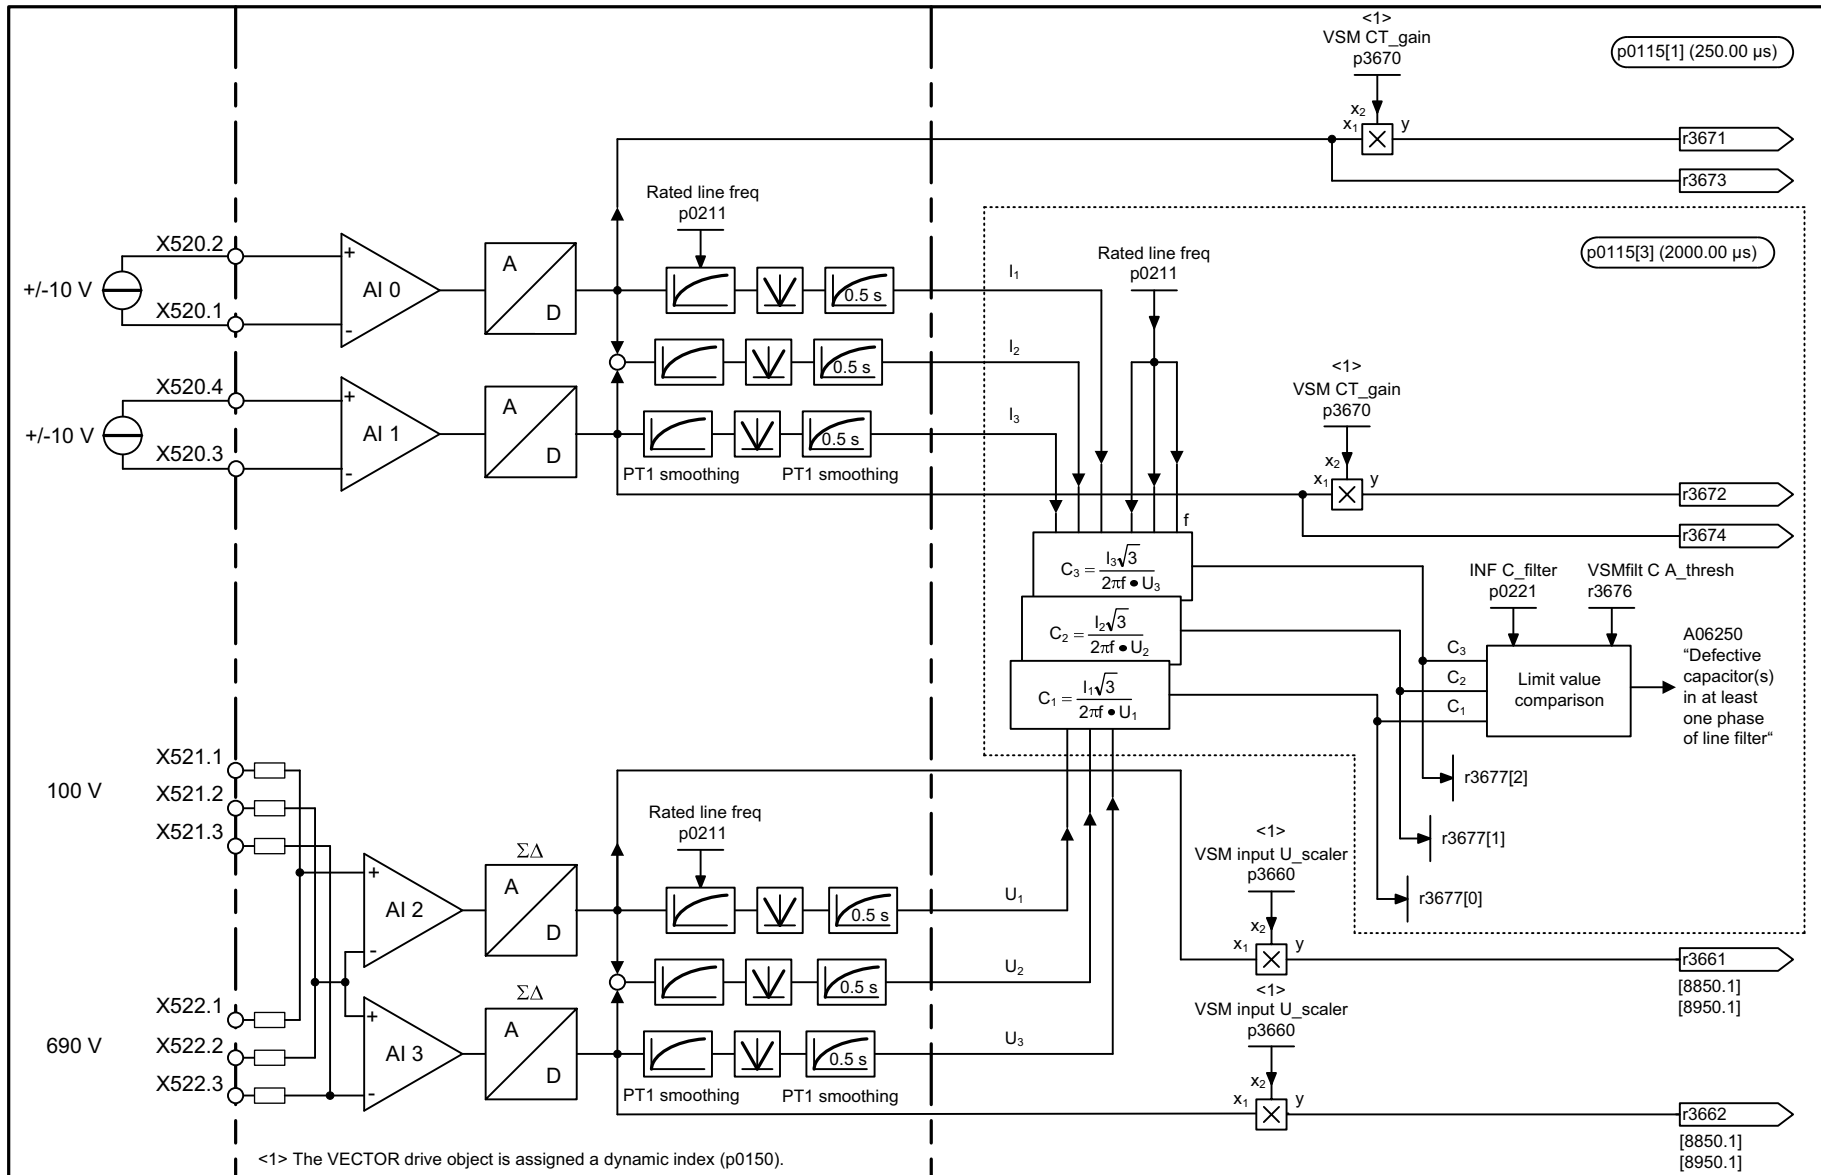 <1>
VSM CT_gain
p3670
p0115[1] (250.00 µs)
x2
x1
y
r3671
r3673
Rated line freq
p0211
Rated line freq
p0211
p0115[3] (2000.00 µs)
X520.2
+/-10 V
X520.1
+
-
AI 0
A
D
0.5 s
I1
0.5 s
I2
X520.4
+/-10 V
X520.3
+
-
AI 1
A
D
0.5 s
I3
PT1 smoothing
PT1 smoothing
<1>
VSM CT_gain
p3670
x2
x1
y
r3672
r3674
f
C3 = I3√3 / 2πf • U3
C2 = I2√3 / 2πf • U2
C1 = I1√3 / 2πf • U1
INF C_filter
p0221
VSMfilt C A_thresh
r3676
C3
C2
C1
Limit value
comparison
A06250
“Defective
capacitor(s)
in at least
one phase
of line filter“
r3677[2]
r3677[1]
r3677[0]
100 V
X521.1
X521.2
X521.3
690 V
X522.1
X522.2
X522.3
+
-
AI 2
ΣΔ
A
D
+
-
AI 3
ΣΔ
A
D
Rated line freq
p0211
0.5 s
U1
0.5 s
U2
0.5 s
U3
PT1 smoothing
PT1 smoothing
<1>
VSM input U_scaler
p3660
x2
x1
y
r3661
[8850.1]
[8950.1]
<1>
VSM input U_scaler
p3660
x2
x1
y
r3662
[8850.1]
[8950.1]
<1> The VECTOR drive object is assigned a dynamic index (p0150).